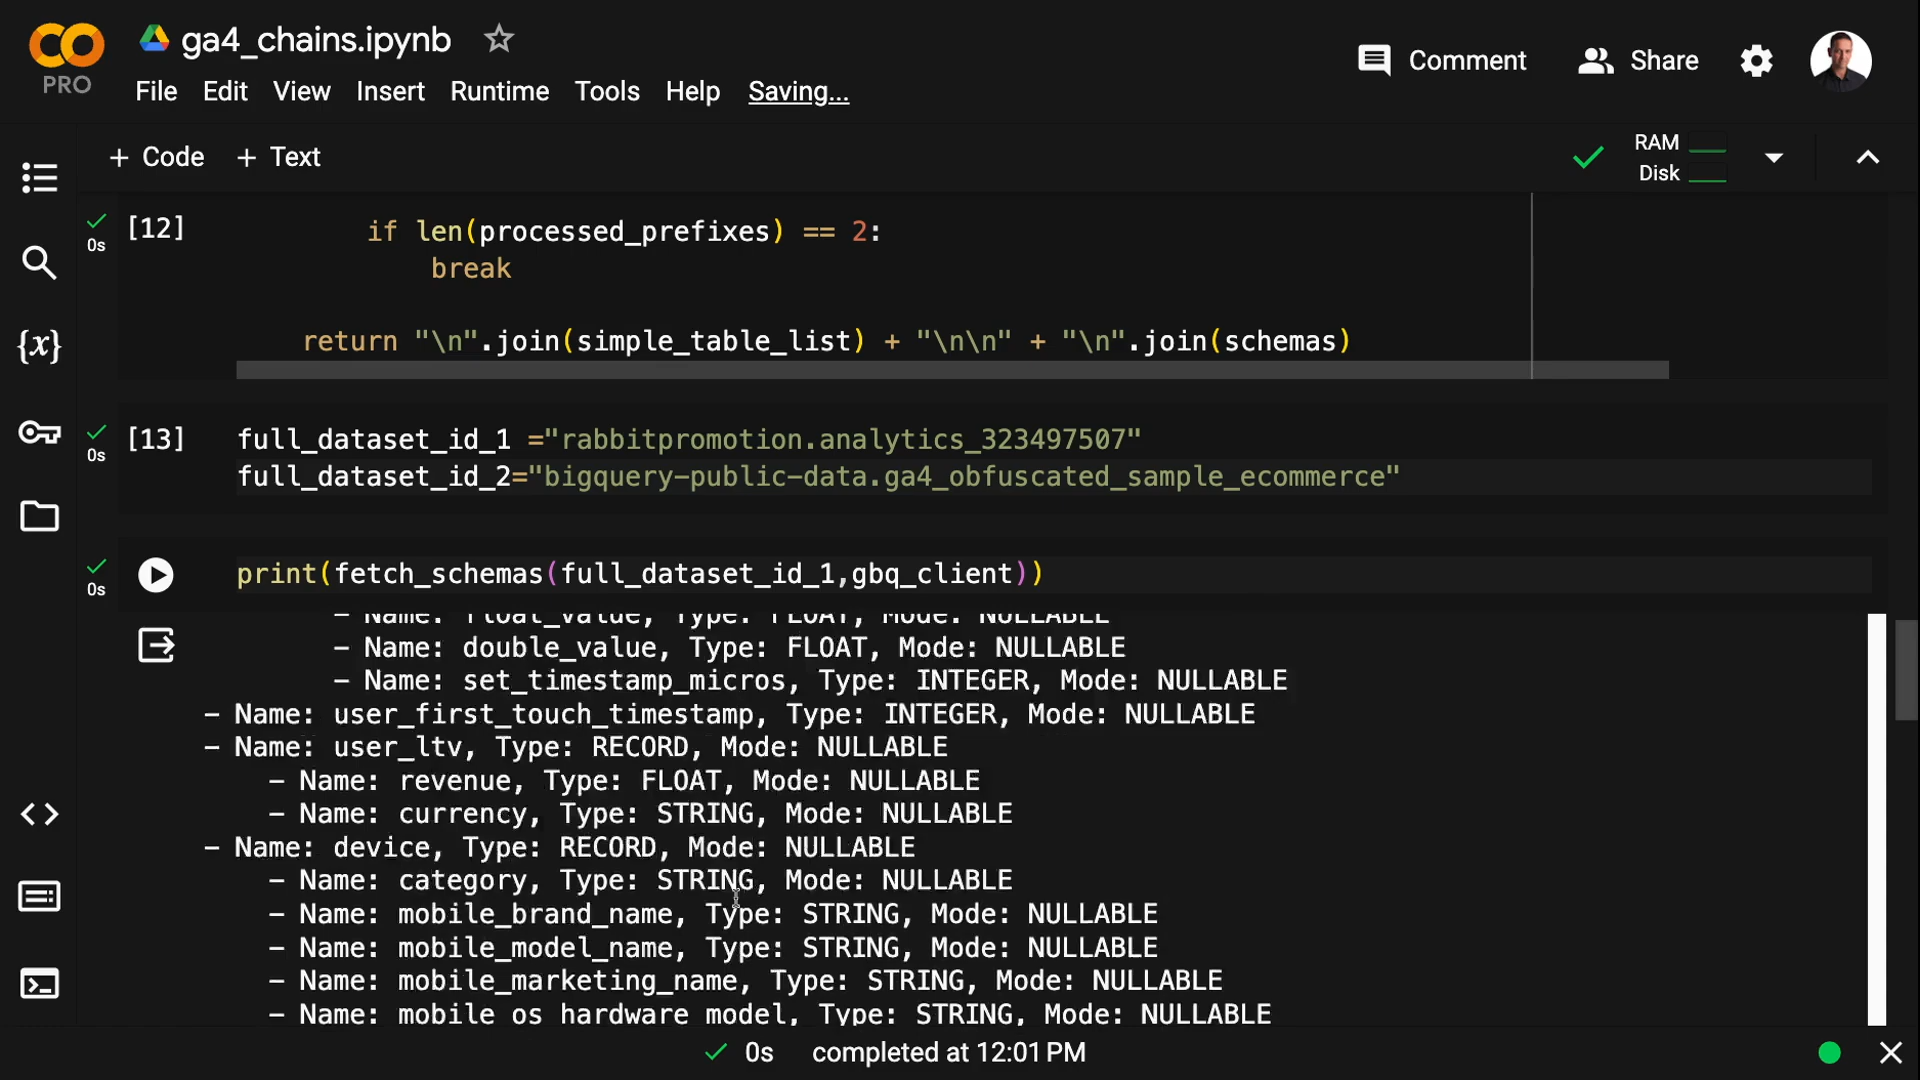 ga4_chains.ipynb
PRO
File Edit View Insert Runtime Tools Help Saving...
Comment
Share
+ Code + Text
RAM
Disk
{x}
[12]
0s
if len(processed_prefixes) == 2:
break
return "\n".join(simple_table_list) + "\n\n" + "\n".join(schemas)
[13]
0s
full_dataset_id_1 ="rabbitpromotion.analytics_323497507"
full_dataset_id_2="bigquery-public-data.ga4_obfuscated_sample_ecommerce"
0s
print(fetch_schemas(full_dataset_id_1,gbq_client))
- Name: float_value, Type: FLOAT, Mode: NULLABLE
- Name: double_value, Type: FLOAT, Mode: NULLABLE
- Name: set_timestamp_micros, Type: INTEGER, Mode: NULLABLE
- Name: user_first_touch_timestamp, Type: INTEGER, Mode: NULLABLE
- Name: user_ltv, Type: RECORD, Mode: NULLABLE
- Name: revenue, Type: FLOAT, Mode: NULLABLE
- Name: currency, Type: STRING, Mode: NULLABLE
- Name: device, Type: RECORD, Mode: NULLABLE
- Name: category, Type: STRING, Mode: NULLABLE
- Name: mobile_brand_name, Type: STRING, Mode: NULLABLE
- Name: mobile_model_name, Type: STRING, Mode: NULLABLE
- Name: mobile_marketing_name, Type: STRING, Mode: NULLABLE
- Name: mobile_os_hardware_model, Type: STRING, Mode: NULLABLE
0s completed at 12:01 PM